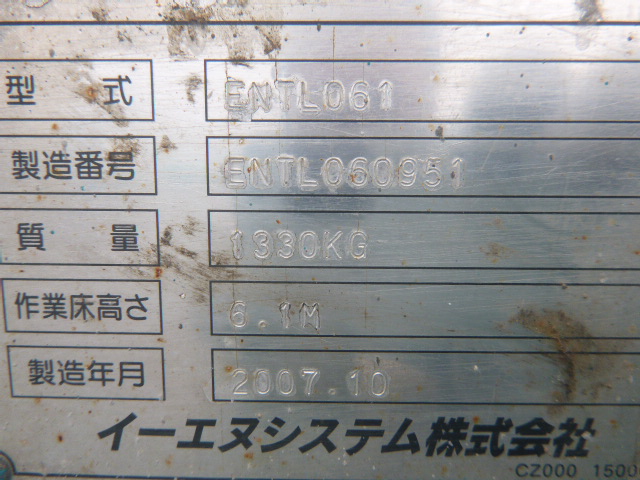 型式 ENTL061
製造番号 ENTL060951
質量 1330KG
作業床高さ 6.1M
製造年月 2007.10
イーエヌシステム株式会社
CZ000 1500